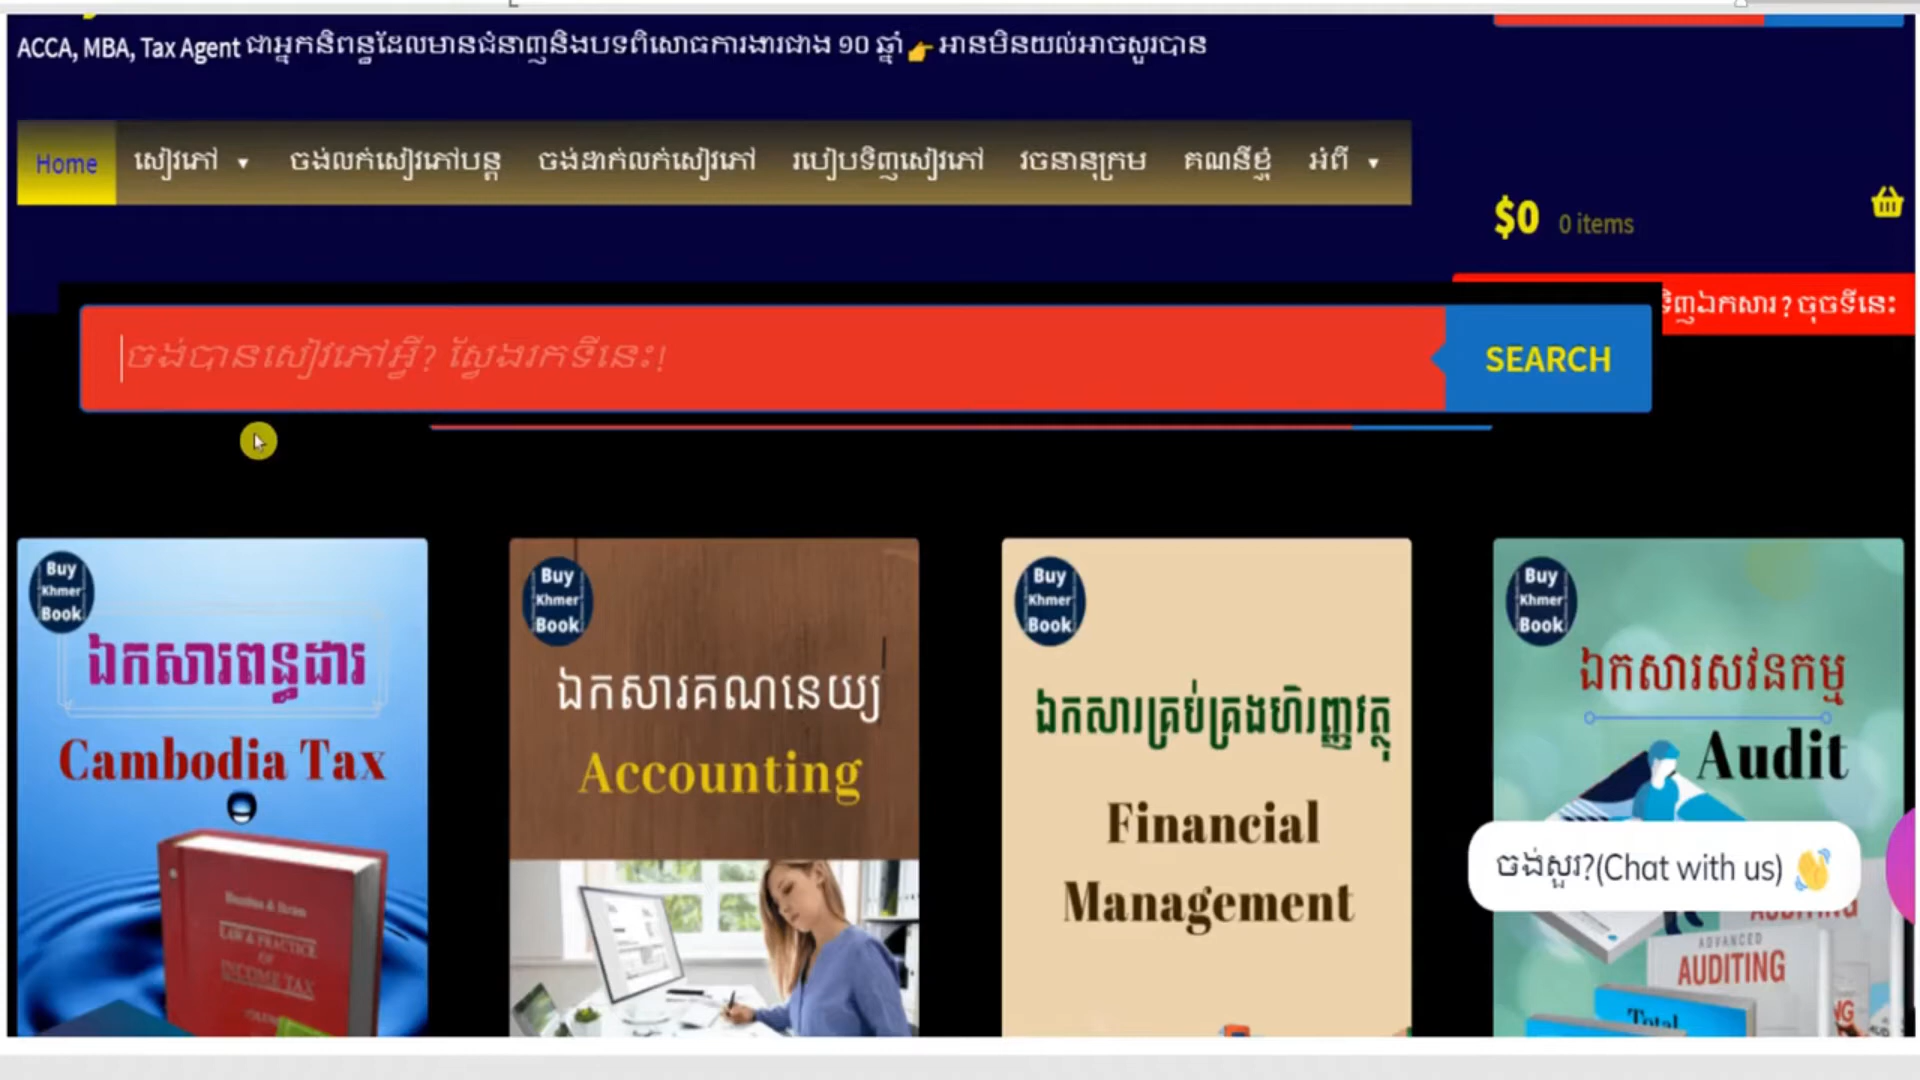 ACCA, MBA, Tax Agent ជាអ្នកនិពន្ធដែលមានជំនាញនិងបទពិសោធការងារជាង ១០ ឆ្នាំ 👉 អានមិនយល់អាចសួរបាន
Home សៀវភៅ ▼ ចង់លក់សៀវភៅបន្ត ចង់ដាក់លក់សៀវភៅ របៀបទិញសៀវភៅ វចនានុក្រម គណនីខ្ញុំ អំពី ▼
$0 0 items
ទិញឯកសារ ? ចុចទីនេះ
ចង់បានសៀវភៅអ្វី? ស្វែងរកទីនេះ!
SEARCH
Buy
Khmer
Book
ឯកសារពន្ធដារ
Cambodia Tax
LAW & PRACTICE
OF
INCOME TAX
Buy
Khmer
Book
ឯកសារគណនេយ្យ
Accounting
Buy
Khmer
Book
ឯកសារគ្រប់គ្រងហិរញ្ញវត្ថុ
Financial
Management
Buy
Khmer
Book
ឯកសារសវនកម្ម
Audit
ចង់សួរ?(Chat with us) 👋
ADVANCED
AUDITING
Total